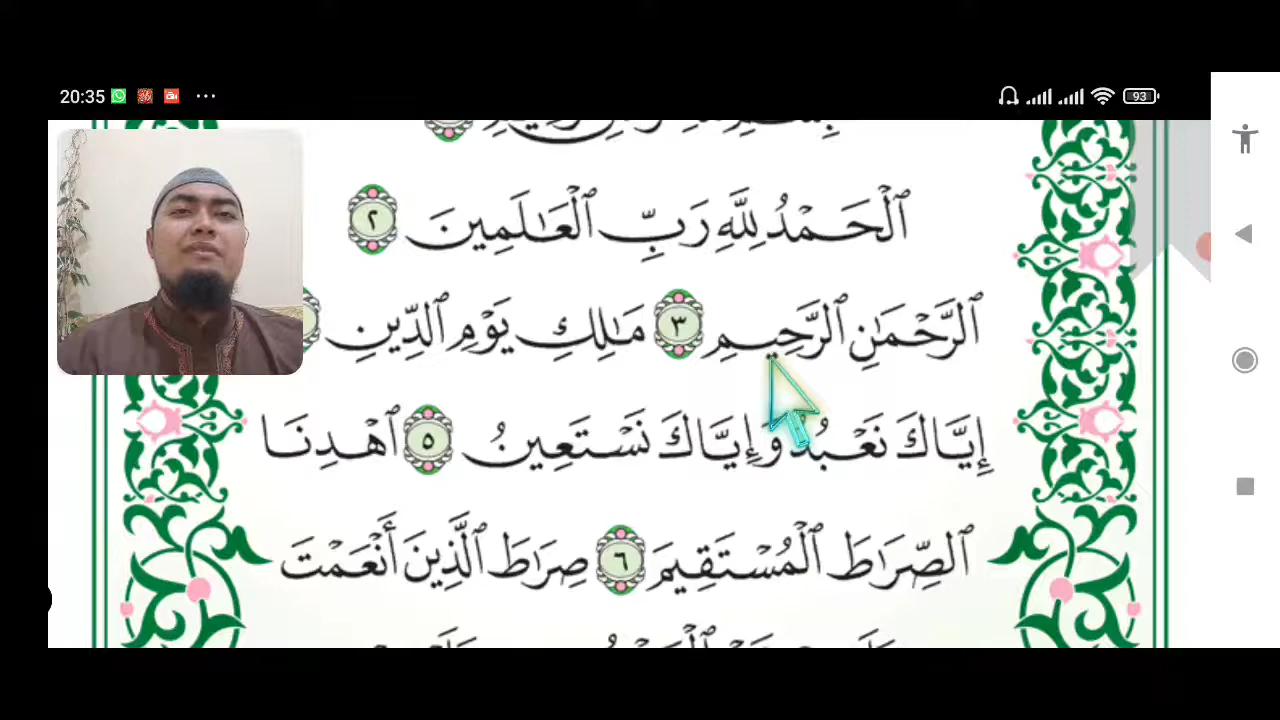 20:35
93
ٱلۡحَمۡدُ لِلَّهِ رَبِّ ٱلۡعَٰلَمِينَ ٢
ٱلرَّحۡمَٰنِ ٱلرَّحِيمِ ٣ مَٰلِكِ يَوۡمِ ٱلدِّينِ
إِيَّاكَ نَعۡبُدُ وَإِيَّاكَ نَسۡتَعِينُ ٥ ٱهۡدِنَا
ٱلصِّرَٰطَ ٱلۡمُسۡتَقِيمَ ٦ صِرَٰطَ ٱلَّذِينَ أَنۡعَمۡتَ